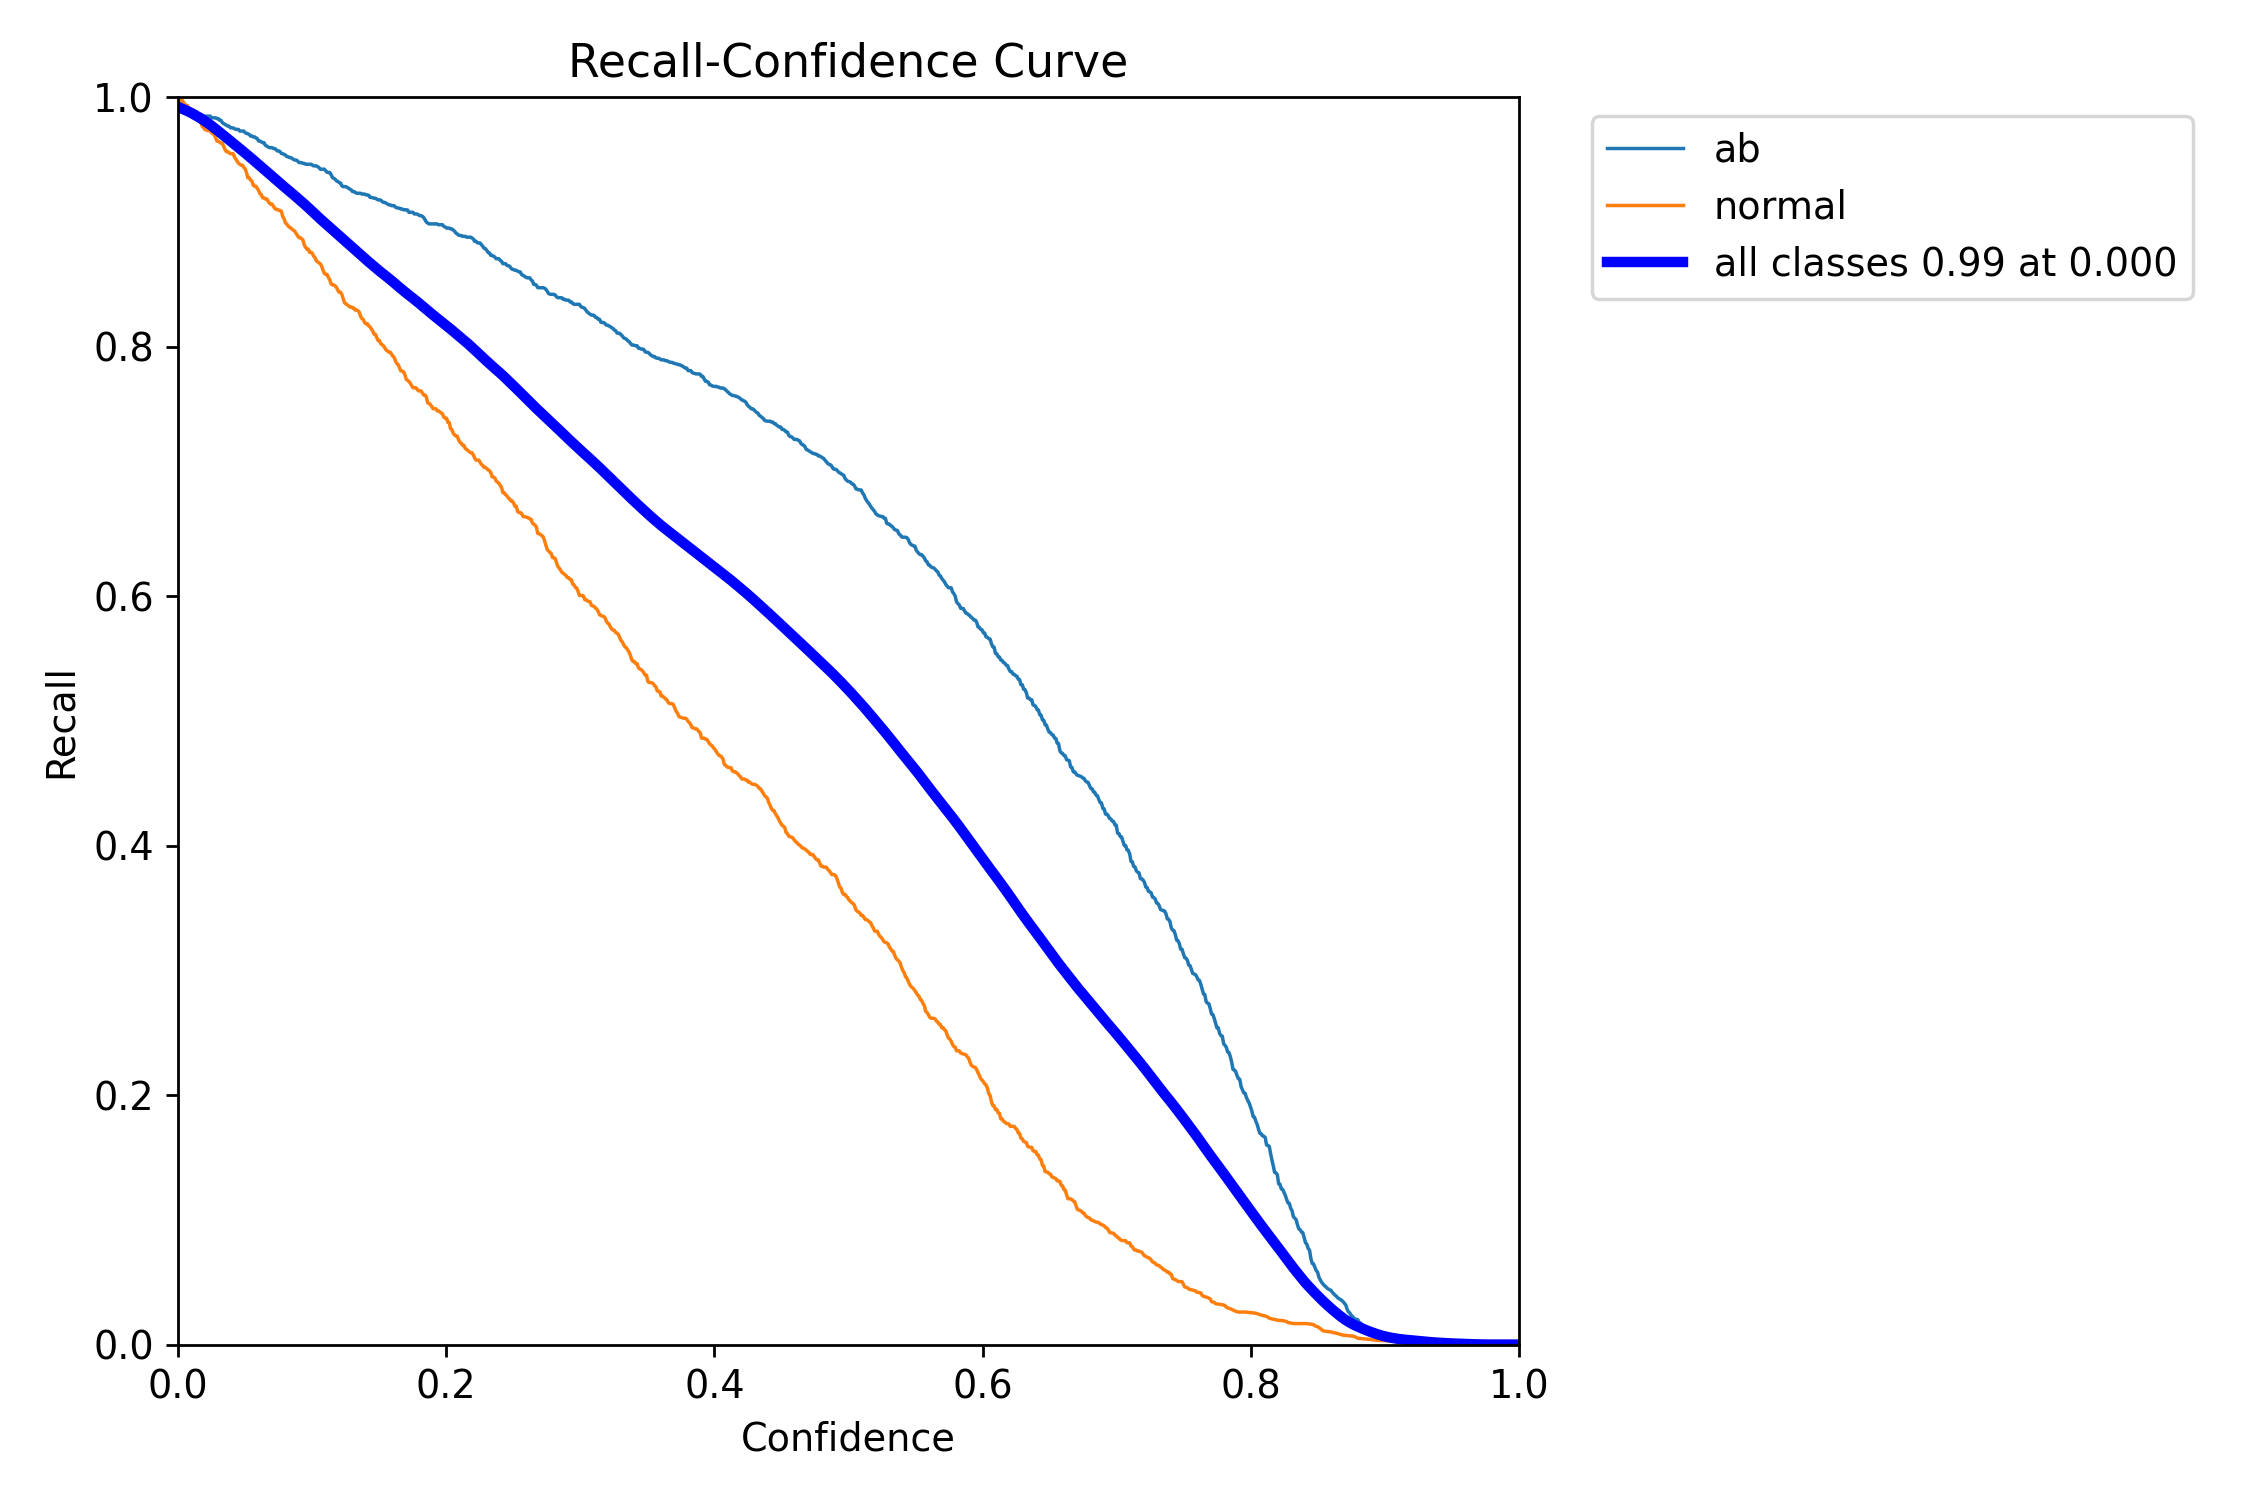 Recall-Confidence Curve
1.0
0.8
0.6
0.4
0.2
0.0
Recall
0.0 0.2 0.4 0.6 0.8 1.0
Confidence
ab
normal
all classes 0.99 at 0.000